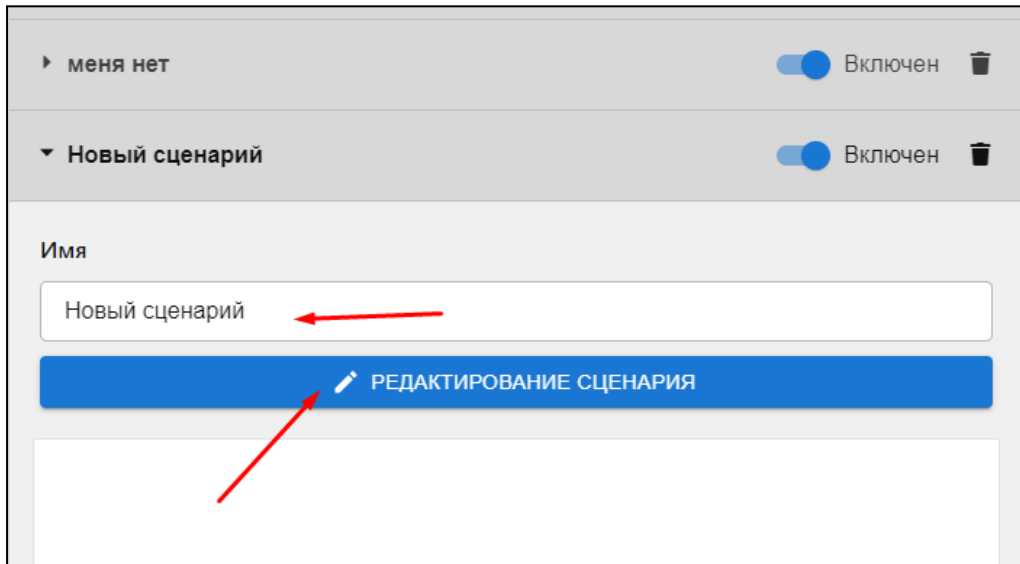 меня нет
Включен
Новый сценарий
Включен
Имя
Новый сценарий
РЕДАКТИРОВАНИЕ СЦЕНАРИЯ